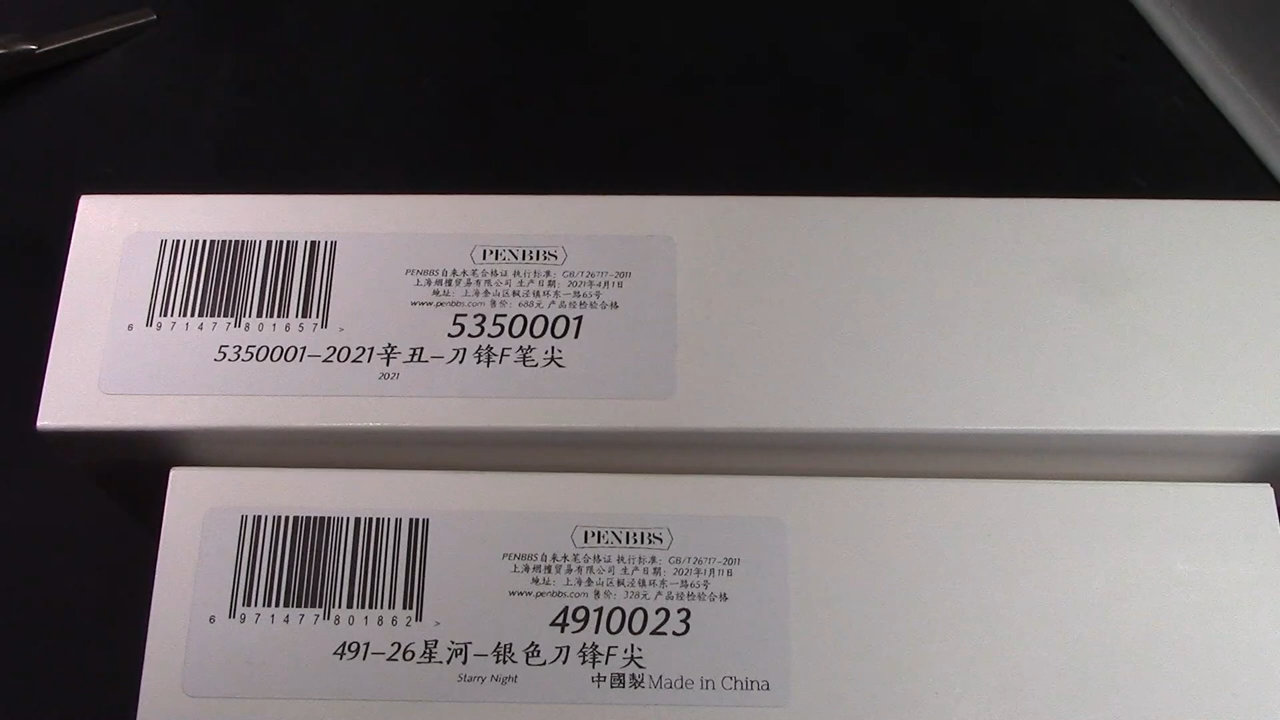 PENBBS
PENBBS自来水笔合格证 执行标准：GB/T26717-2011
上海烟檀贸易有限公司 生产日期：2021年4月1日
地址：上海金山区枫泾镇环东一路65号
www.penbbs.com 售价：688元 产品经检验合格
6 971477 801657 >
5350001
5350001-2021辛丑-刀锋F笔尖
2021
PENBBS
PENBBS自来水笔合格证 执行标准：GB/T26717-2011
上海烟檀贸易有限公司 生产日期：2021年1月11日
地址：上海金山区枫泾镇环东一路65号
www.penbbs.com 售价：328元 产品经检验合格
6 971477 801862 >
4910023
491-26星河-银色刀锋F尖
Starry Night
中國製Made in China